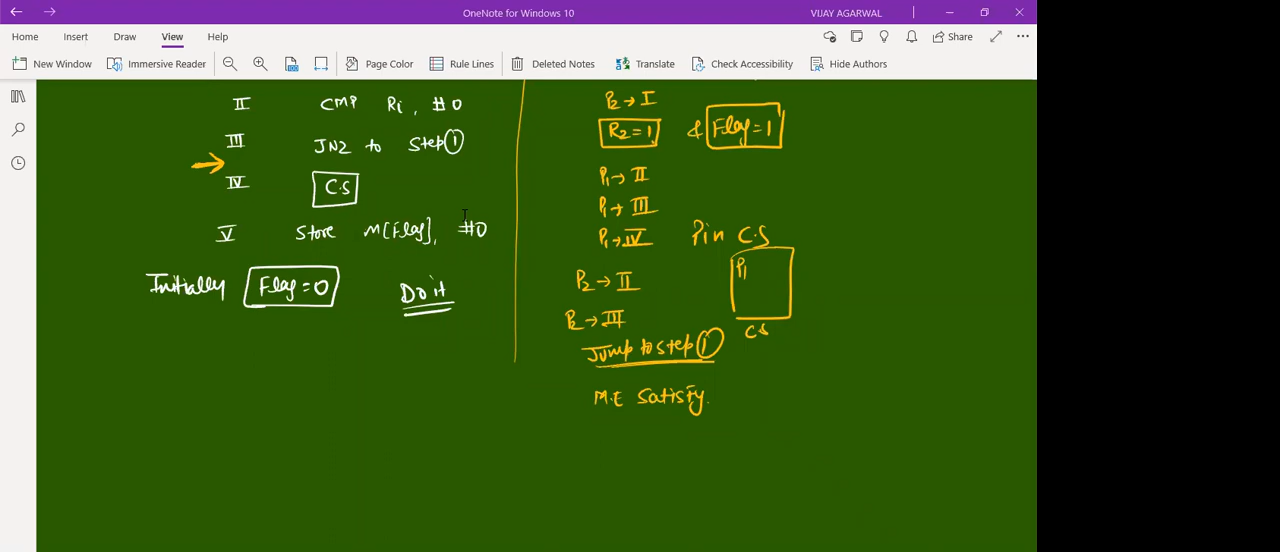 OneNote for Windows 10
VIJAY AGARWAL
Home Insert Draw View Help
Share
New Window Immersive Reader Page Color Rule Lines Deleted Notes Translate Check Accessibility Hide Authors
II CMP Ri, #0
III JNZ to Step 1
IV C.S
V Store M[Flag], #0
Initially Flag=0 Do it
P2→I
R2=1 & Flag=1
P1→II
P1→III
P1→IV P1 in C.S
P1
CS
P2→II
P2→III
Jump to step 1
M.E Satisfy.